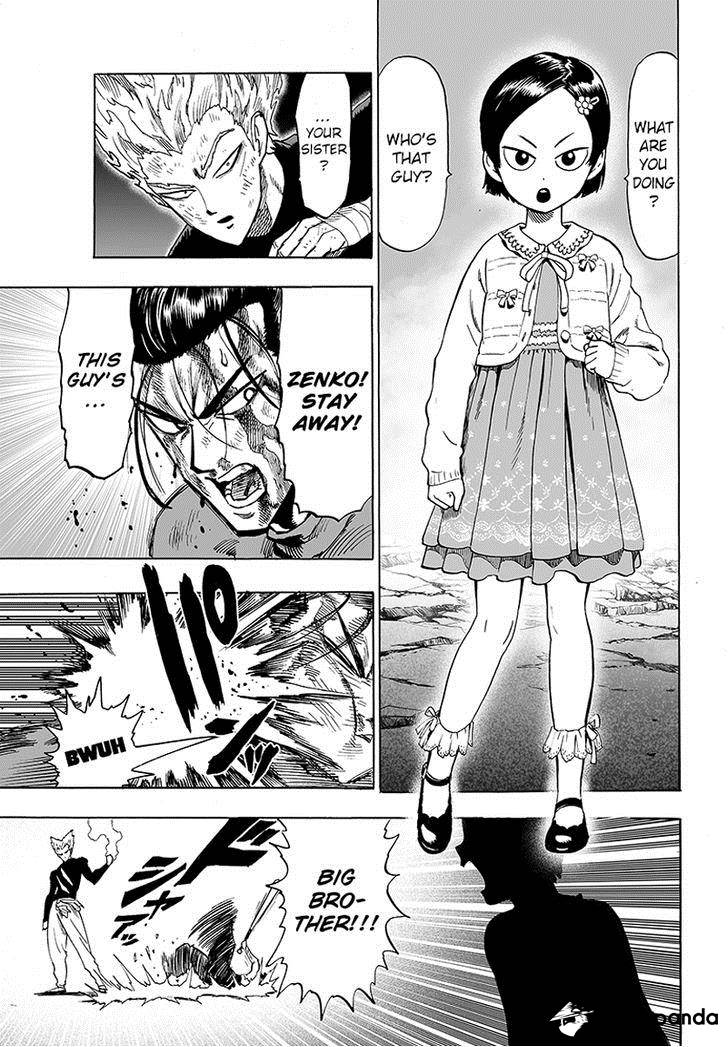 WHAT
ARE
YOU
DOING
?
WHO'S
THAT
GUY?
...
YOUR
SISTER
?
ZENKO!
STAY
AWAY!
THIS
GUY'S
...
BWUH
BIG
BRO-
THER!!!
panda